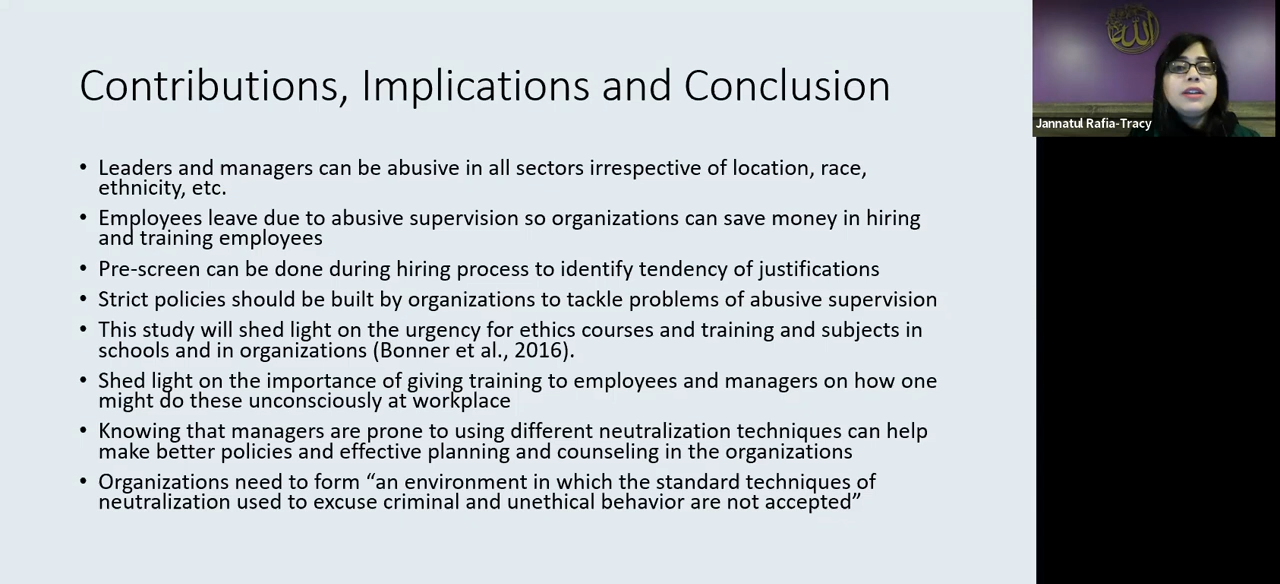 Contributions, Implications and Conclusion
• Leaders and managers can be abusive in all sectors irrespective of location, race,
ethnicity, etc.
• Employees leave due to abusive supervision so organizations can save money in hiring
and training employees
• Pre-screen can be done during hiring process to identify tendency of justifications
• Strict policies should be built by organizations to tackle problems of abusive supervision
• This study will shed light on the urgency for ethics courses and training and subjects in
schools and in organizations (Bonner et al., 2016).
• Shed light on the importance of giving training to employees and managers on how one
might do these unconsciously at workplace
• Knowing that managers are prone to using different neutralization techniques can help
make better policies and effective planning and counseling in the organizations
• Organizations need to form “an environment in which the standard techniques of
neutralization used to excuse criminal and unethical behavior are not accepted”
الله
Jannatul Rafia-Tracy